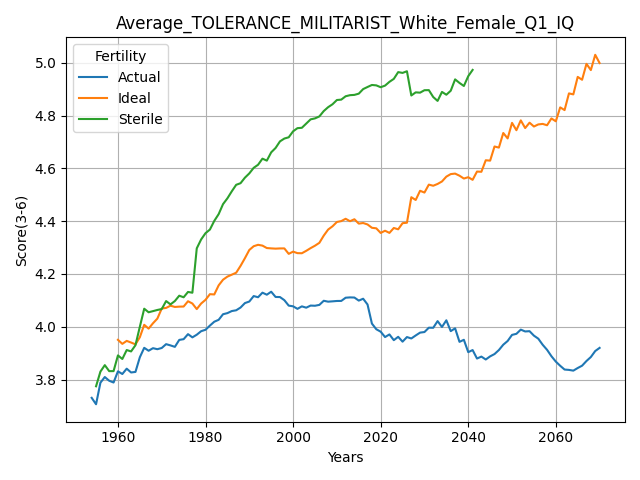 Average_TOLERANCE_MILITARIST_White_Female_Q1_IQ
Fertility
Actual
Ideal
Sterile
Score(3-6)
5.0
4.8
4.6
4.4
4.2
4.0
3.8
1960 1980 2000 2020 2040 2060
Years